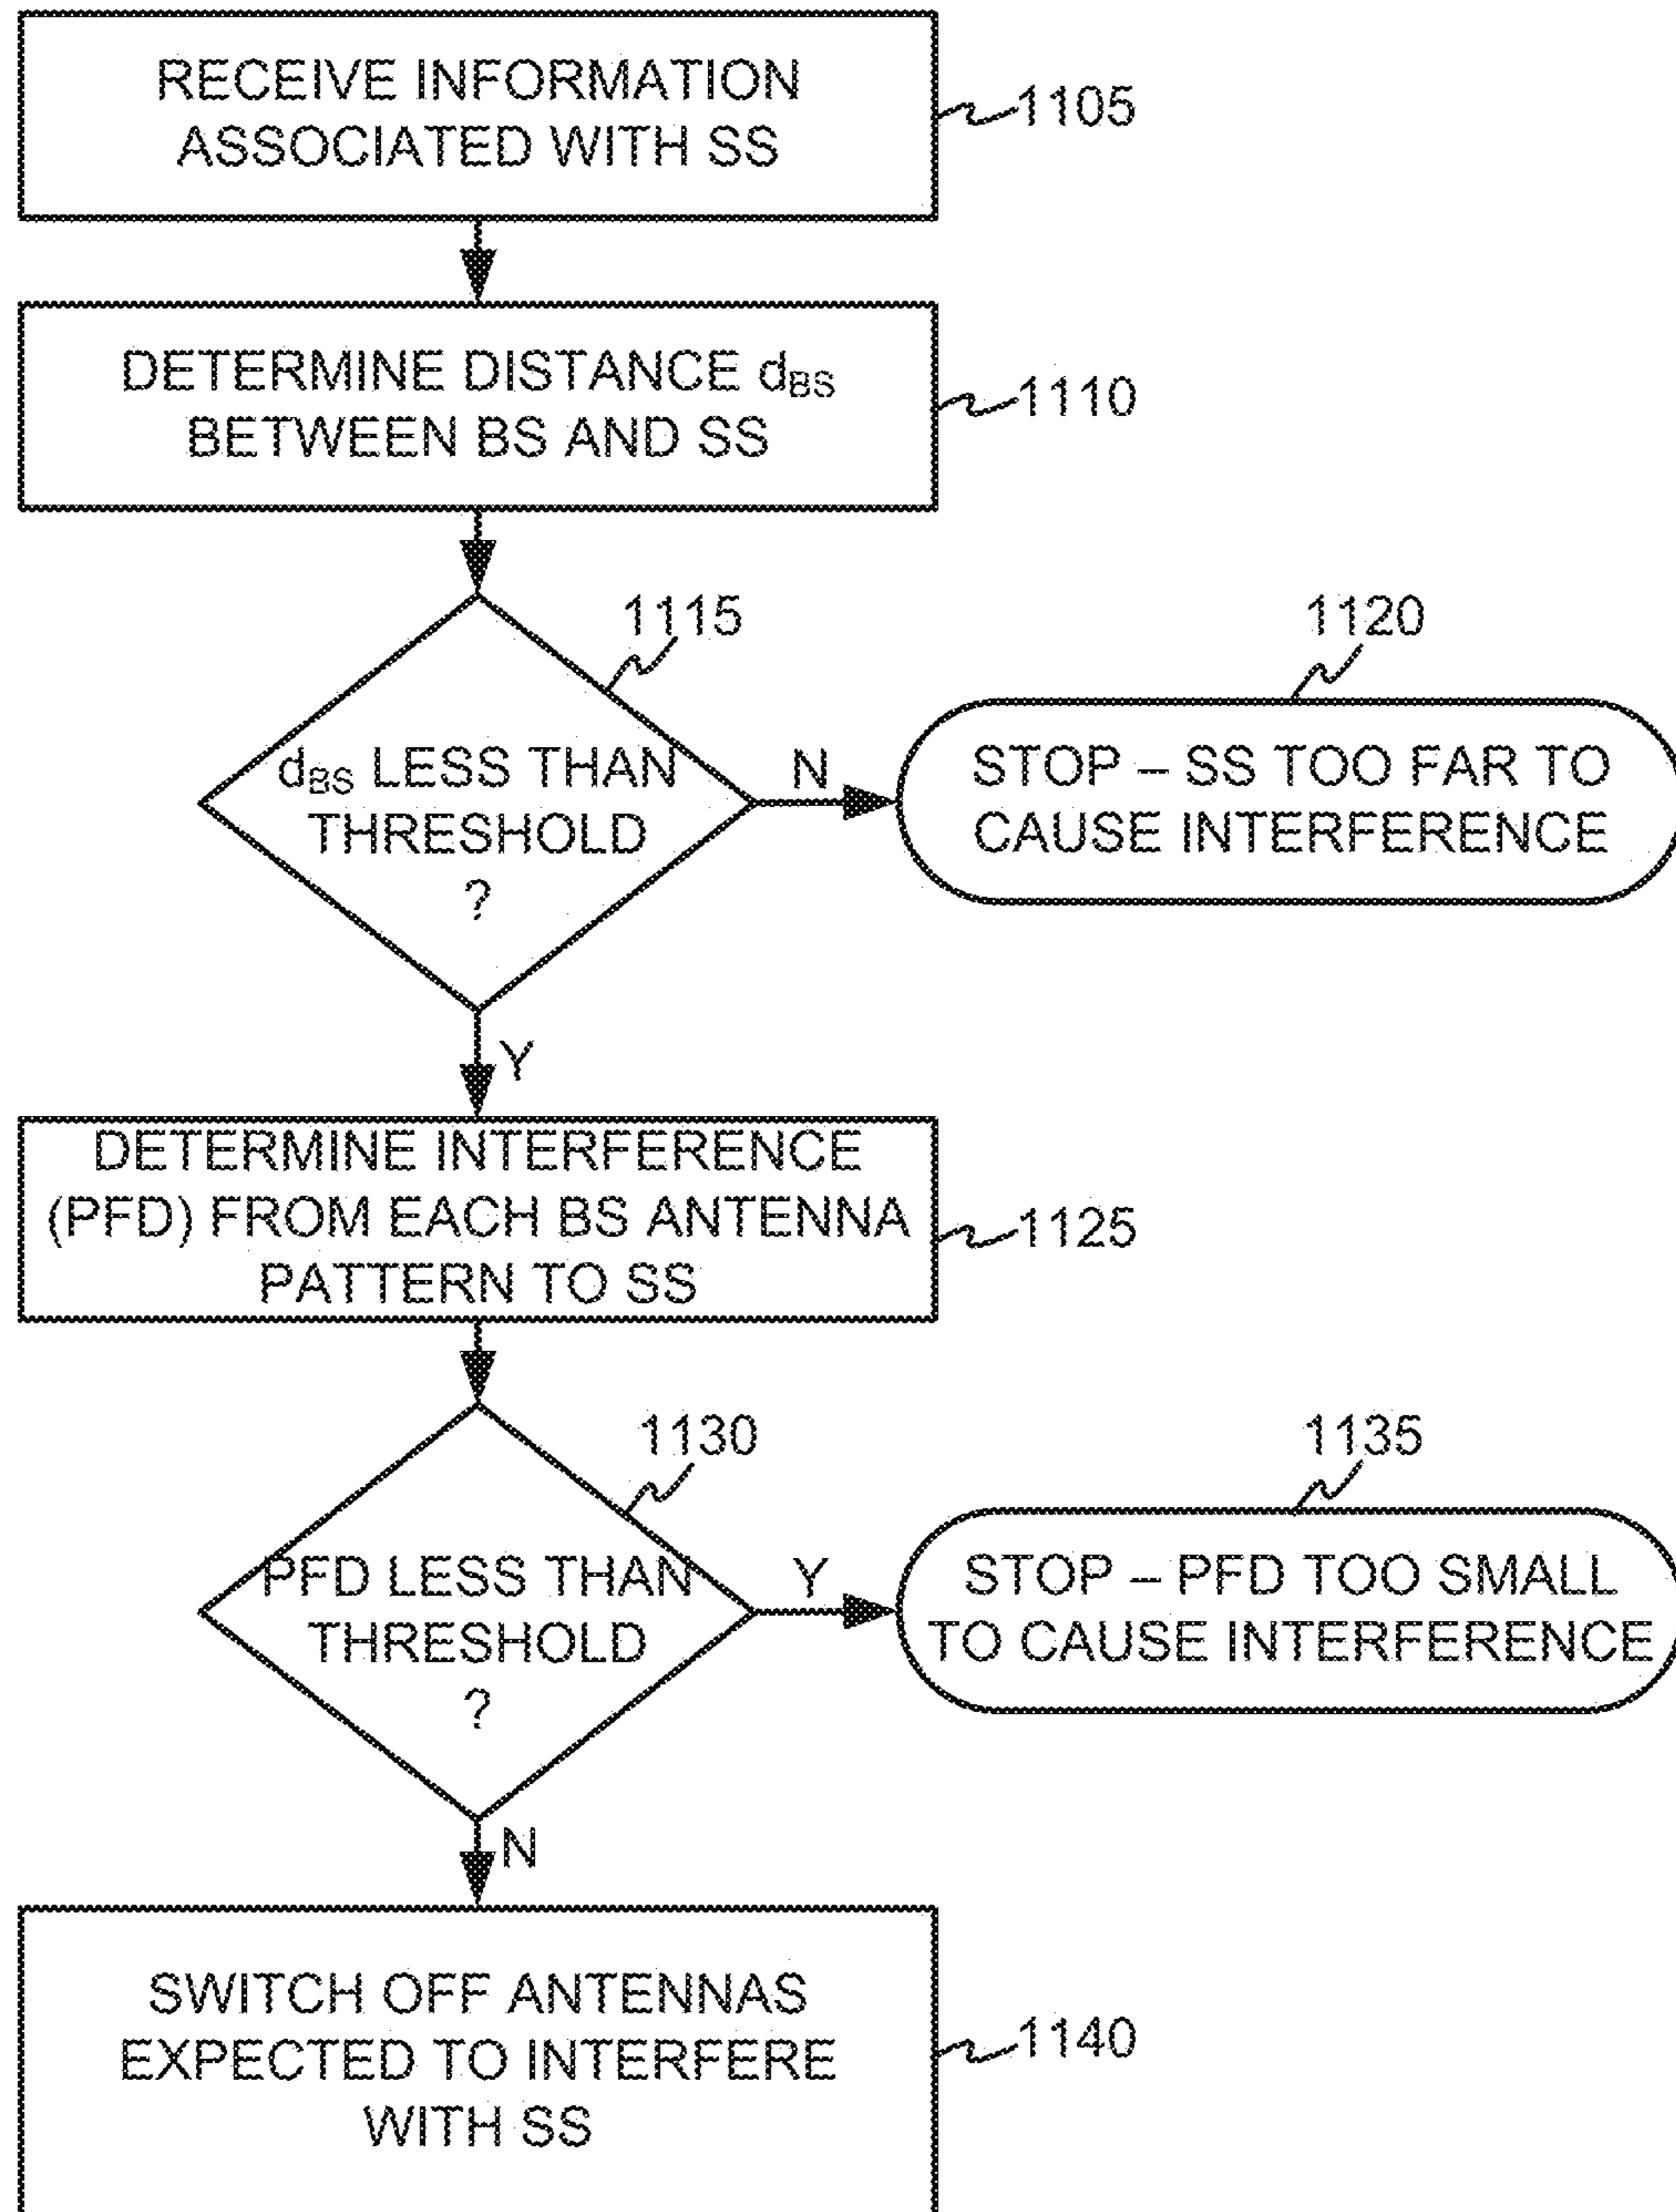 RECEIVE INFORMATION
ASSOCIATED WITH SS
1105
DETERMINE DISTANCE dBS
BETWEEN BS AND SS
1110
1115
dBS LESS THAN
THRESHOLD
?
N
1120
STOP – SS TOO FAR TO
CAUSE INTERFERENCE
Y
DETERMINE INTERFERENCE
(PFD) FROM EACH BS ANTENNA
PATTERN TO SS
1125
1130
PFD LESS THAN
THRESHOLD
?
Y
1135
STOP – PFD TOO SMALL
TO CAUSE INTERFERENCE
N
SWITCH OFF ANTENNAS
EXPECTED TO INTERFERE
WITH SS
1140